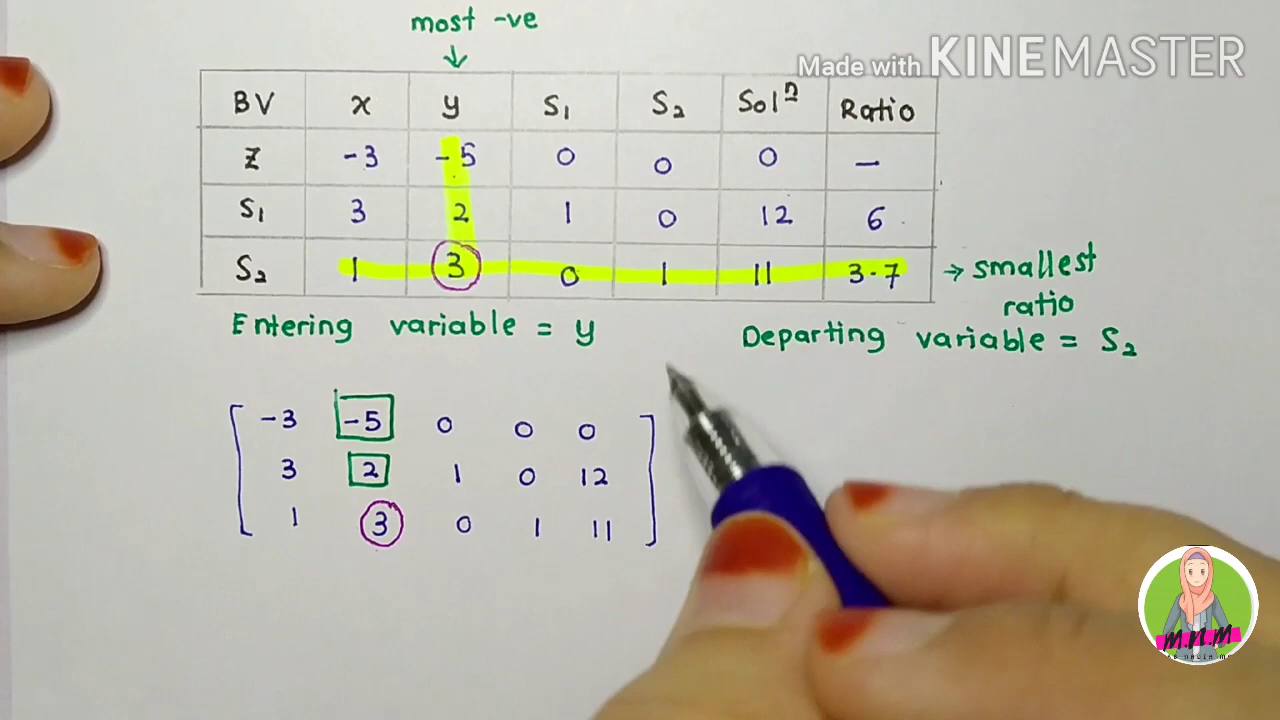 most -ve
↓
Made with KINEMASTER
BV x y S₁ S₂ Solⁿ Ratio
Z -3 -5 0 0 0 —
S₁ 3 2 1 0 12 6
S₂ 1 3 0 1 11 3.7 → smallest
ratio
Entering variable = y Departing variable = S₂
-3 -5 0 0 0
3 2 1 0 12
1 3 0 1 11
M.N.M